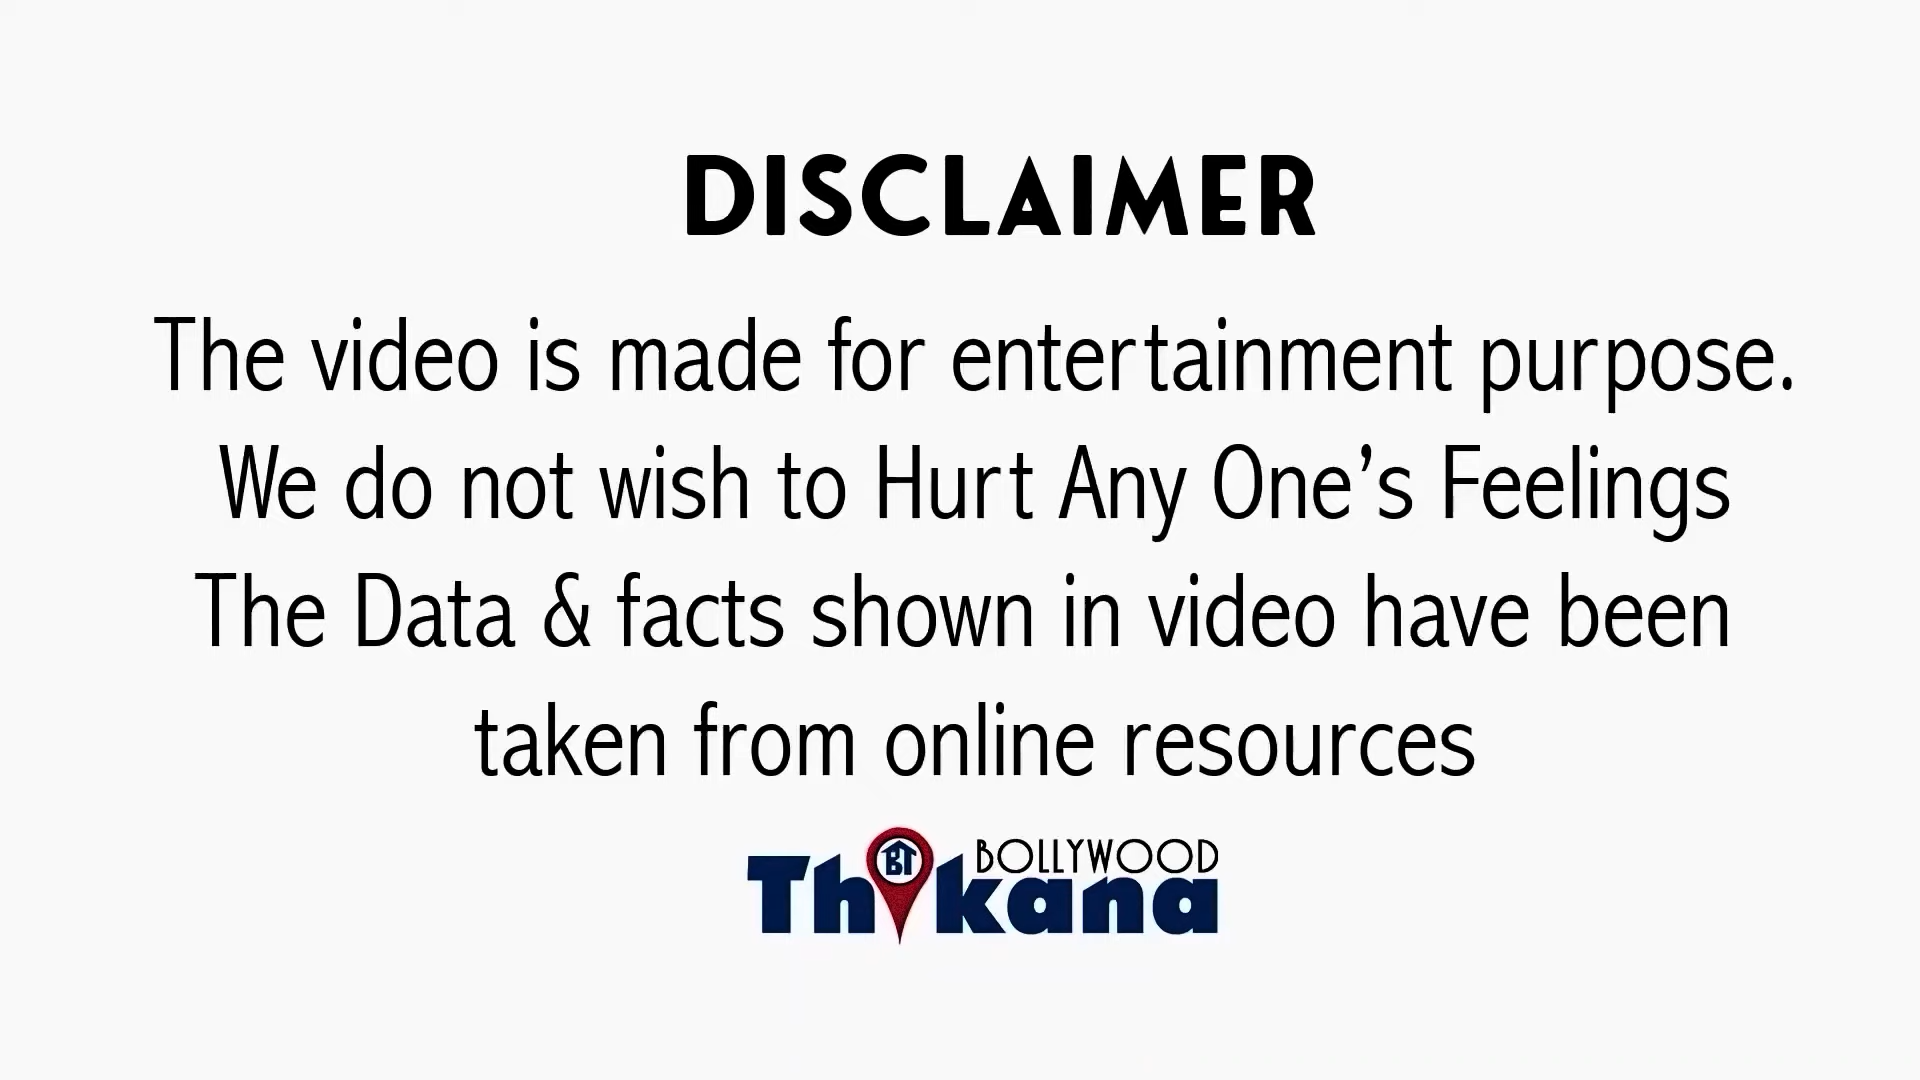 DISCLAIMER
The video is made for entertainment purpose.
We do not wish to Hurt Any One’s Feelings
The Data & facts shown in video have been
taken from online resources
BT
BOLLYWOOD
Thikana